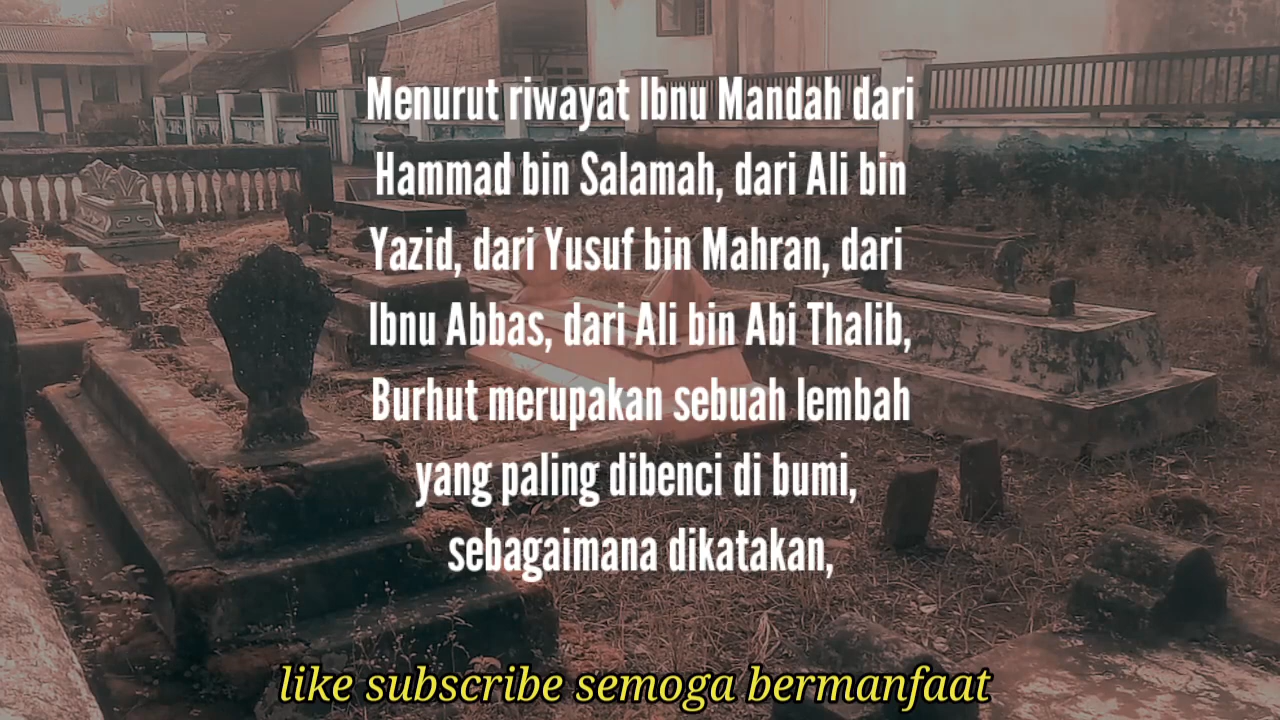 Menurut riwayat Ibnu Mandah dari
Hammad bin Salamah, dari Ali bin
Yazid, dari Yusuf bin Mahran, dari
Ibnu Abbas, dari Ali bin Abi Thalib,
Burhut merupakan sebuah lembah
yang paling dibenci di bumi,
sebagaimana dikatakan,
like subscribe semoga bermanfaat